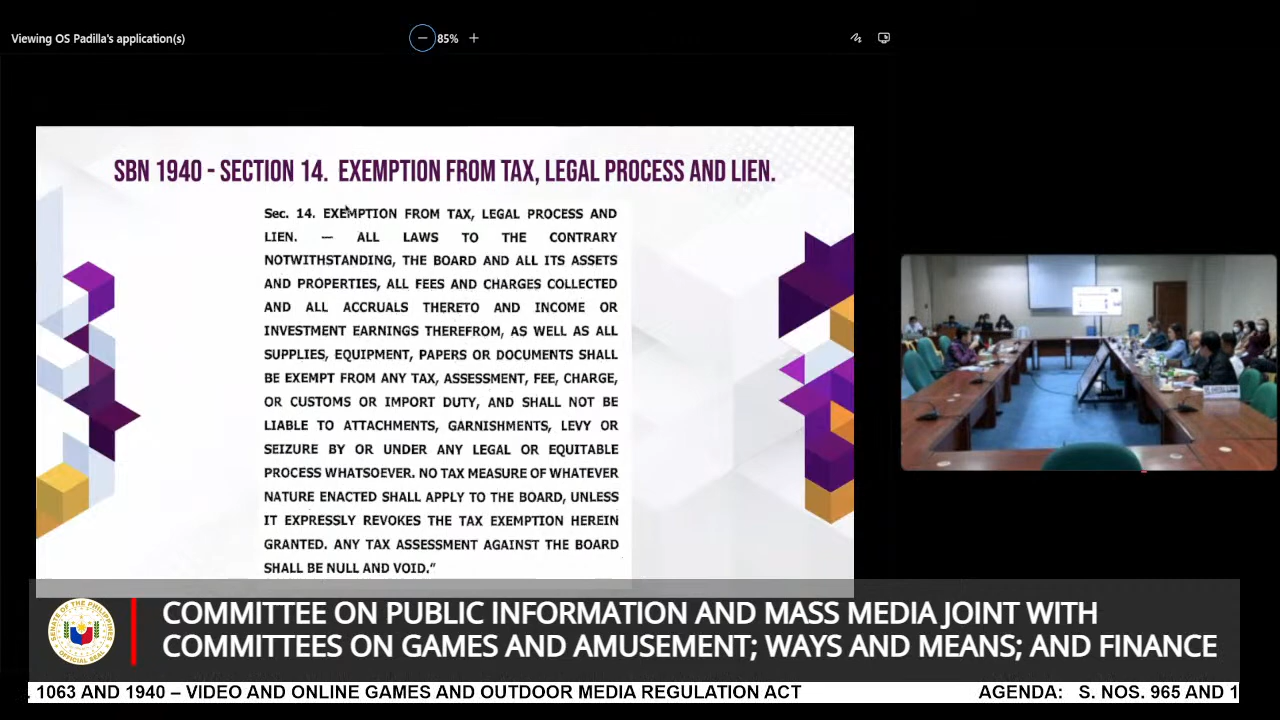 Viewing OS Padilla's application(s)
85%
SBN 1940 - SECTION 14. EXEMPTION FROM TAX, LEGAL PROCESS AND LIEN.
Sec. 14. EXEMPTION FROM TAX, LEGAL PROCESS AND
LIEN. — ALL LAWS TO THE CONTRARY
NOTWITHSTANDING, THE BOARD AND ALL ITS ASSETS
AND PROPERTIES, ALL FEES AND CHARGES COLLECTED
AND ALL ACCRUALS THERETO AND INCOME OR
INVESTMENT EARNINGS THEREFROM, AS WELL AS ALL
SUPPLIES, EQUIPMENT, PAPERS OR DOCUMENTS SHALL
BE EXEMPT FROM ANY TAX, ASSESSMENT, FEE, CHARGE,
OR CUSTOMS OR IMPORT DUTY, AND SHALL NOT BE
LIABLE TO ATTACHMENTS, GARNISHMENTS, LEVY OR
SEIZURE BY OR UNDER ANY LEGAL OR EQUITABLE
PROCESS WHATSOEVER. NO TAX MEASURE OF WHATEVER
NATURE ENACTED SHALL APPLY TO THE BOARD, UNLESS
IT EXPRESSLY REVOKES THE TAX EXEMPTION HEREIN
GRANTED. ANY TAX ASSESSMENT AGAINST THE BOARD
SHALL BE NULL AND VOID.”
SENATE OF THE PHILIPPINES
OFFICIAL SEAL
COMMITTEE ON PUBLIC INFORMATION AND MASS MEDIA JOINT WITH
COMMITTEES ON GAMES AND AMUSEMENT; WAYS AND MEANS; AND FINANCE
. 1063 AND 1940 – VIDEO AND ONLINE GAMES AND OUTDOOR MEDIA REGULATION ACT AGENDA: S. NOS. 965 AND 1